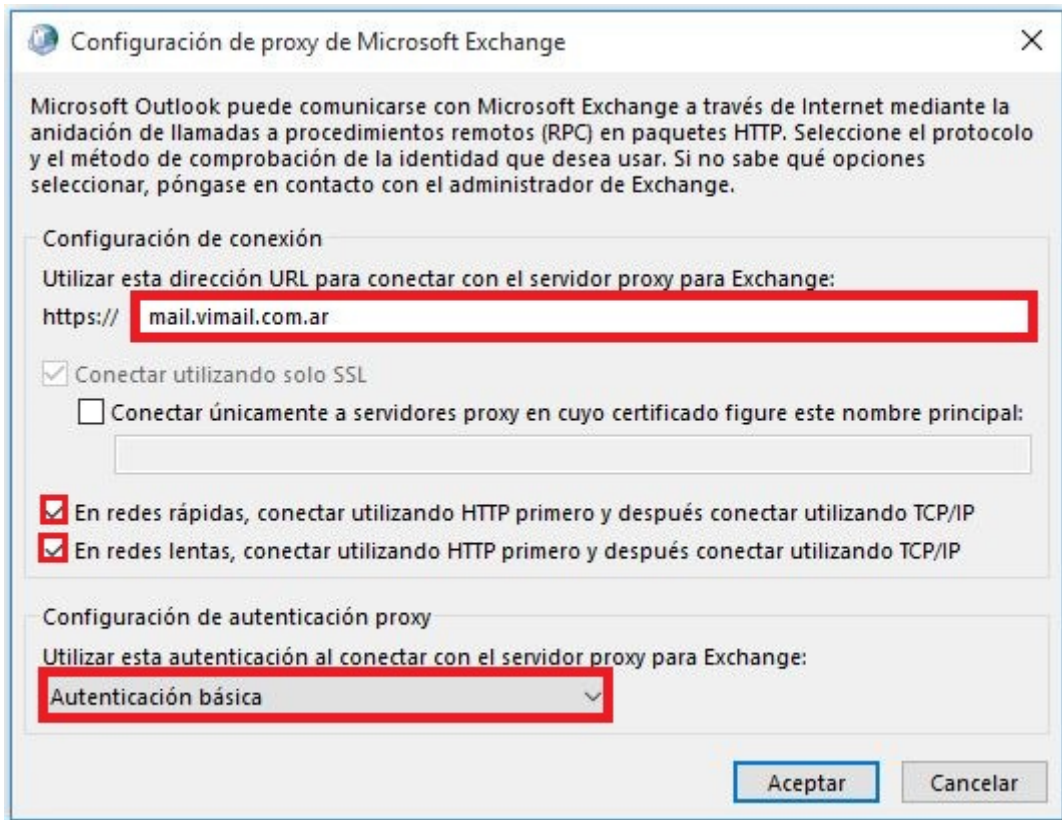 Configuración de proxy de Microsoft Exchange
Microsoft Outlook puede comunicarse con Microsoft Exchange a través de Internet mediante la
anidación de llamadas a procedimientos remotos (RPC) en paquetes HTTP. Seleccione el protocolo
y el método de comprobación de la identidad que desea usar. Si no sabe qué opciones
seleccionar, póngase en contacto con el administrador de Exchange.
Configuración de conexión
Utilizar esta dirección URL para conectar con el servidor proxy para Exchange:
https:// mail.vimail.com.ar
Conectar utilizando solo SSL
Conectar únicamente a servidores proxy en cuyo certificado figure este nombre principal:
En redes rápidas, conectar utilizando HTTP primero y después conectar utilizando TCP/IP
En redes lentas, conectar utilizando HTTP primero y después conectar utilizando TCP/IP
Configuración de autenticación proxy
Utilizar esta autenticación al conectar con el servidor proxy para Exchange:
Autenticación básica
Aceptar Cancelar